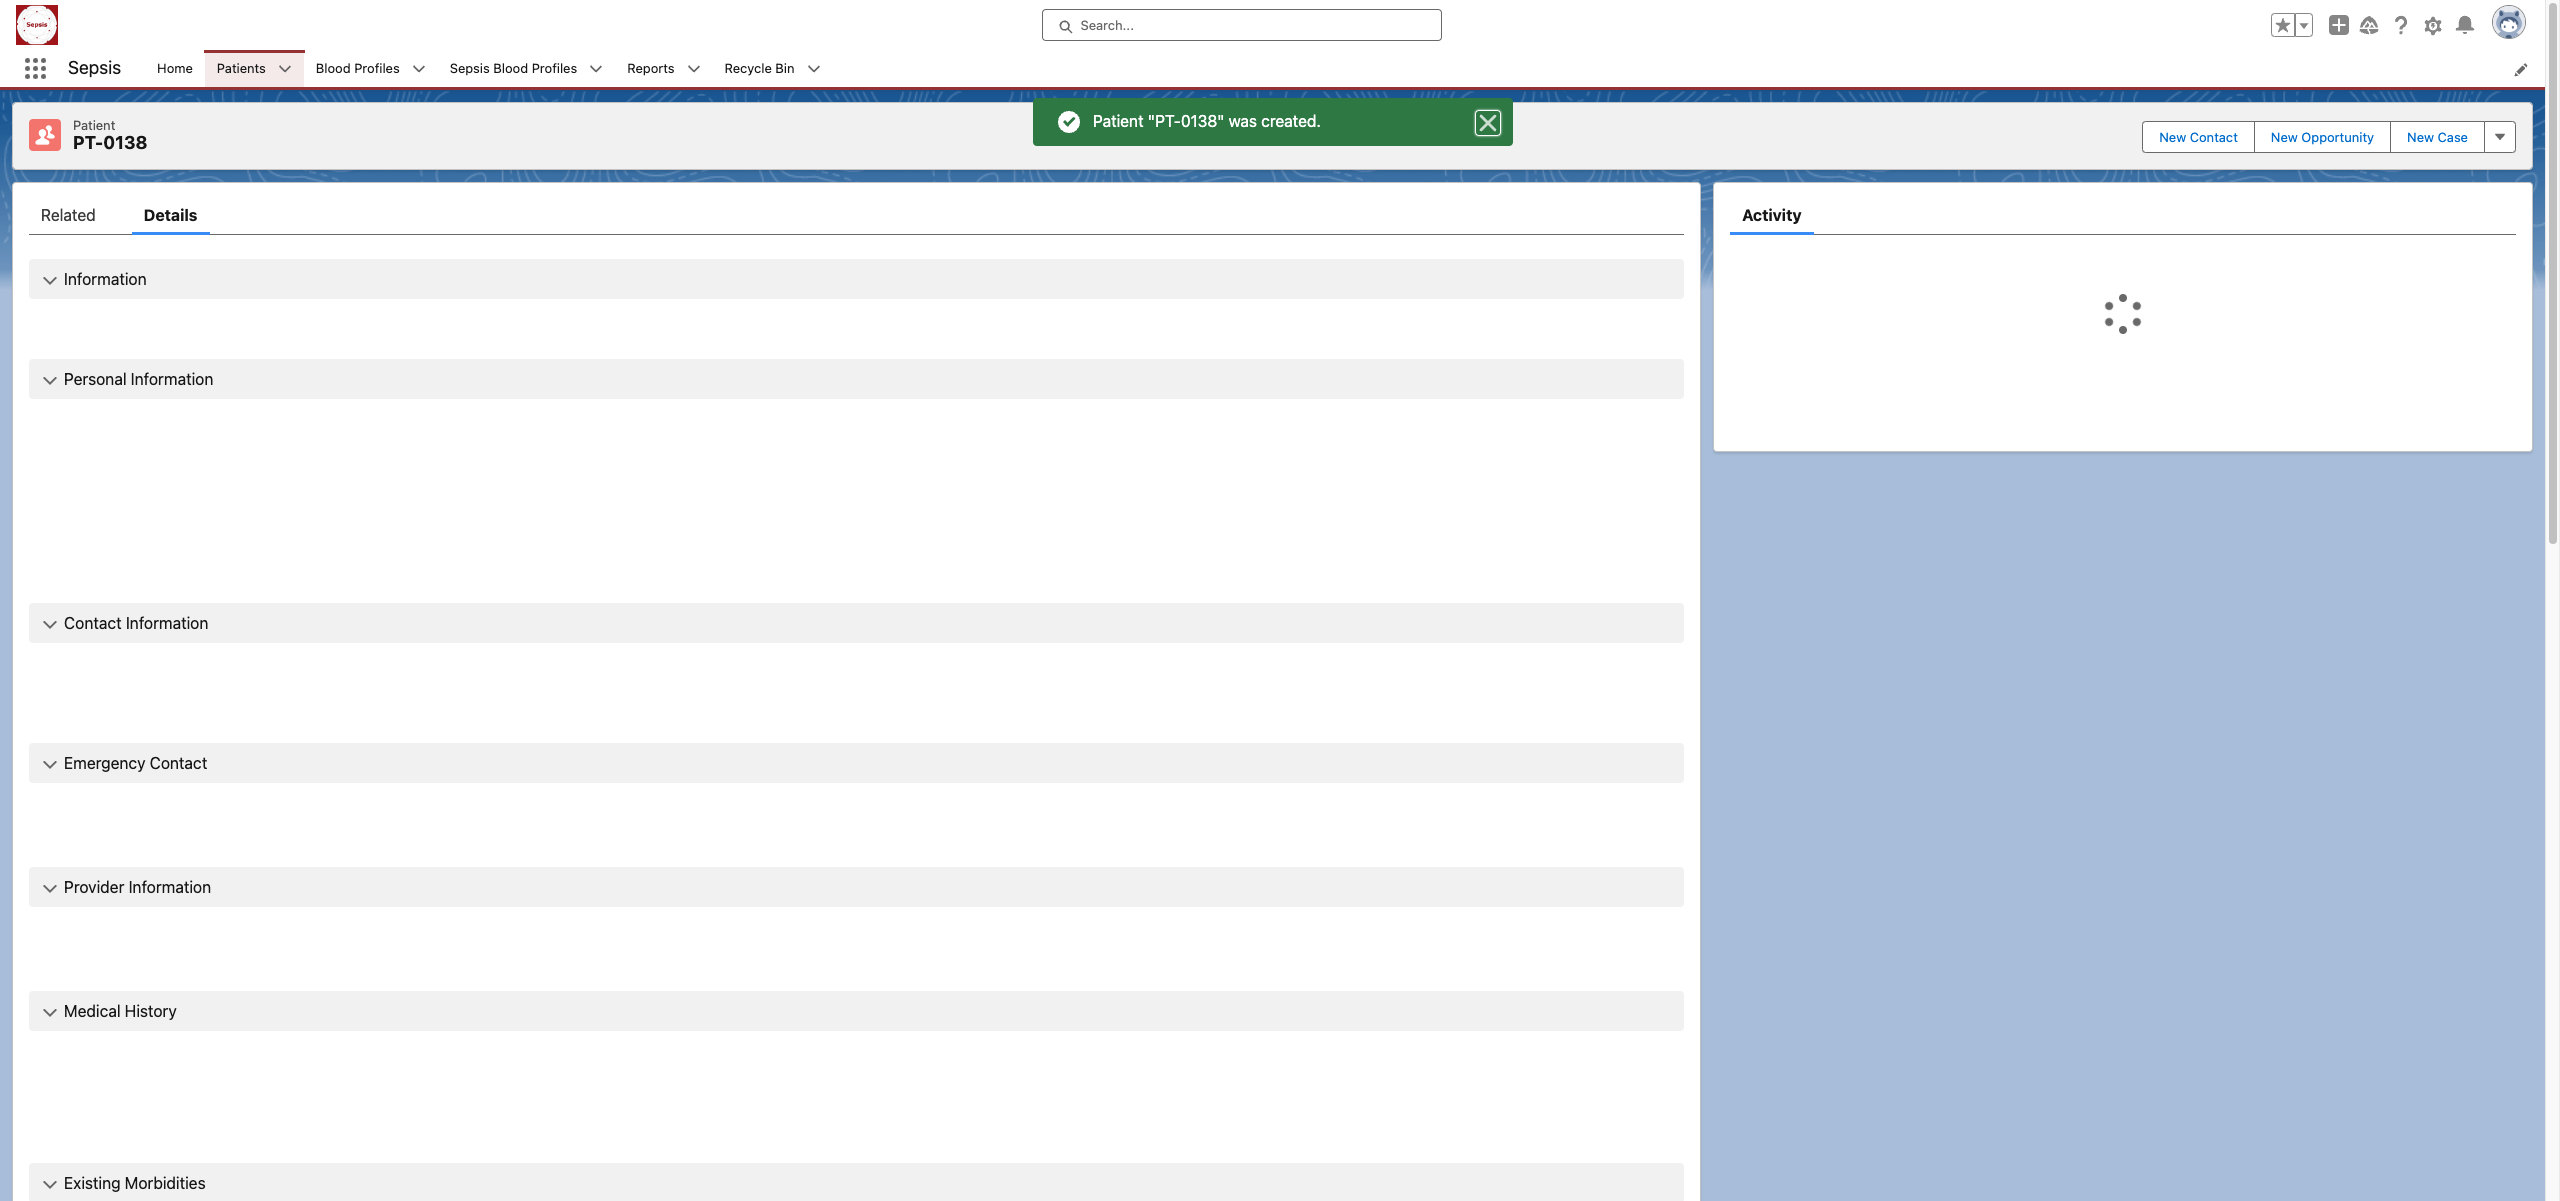 Sepsis
Search...
Sepsis
Home
Patients
Blood Profiles
Sepsis Blood Profiles
Reports
Recycle Bin
Patient
PT-0138
Patient "PT-0138" was created.
New Contact
New Opportunity
New Case
Related
Details
Activity
Information
Personal Information
Contact Information
Emergency Contact
Provider Information
Medical History
Existing Morbidities